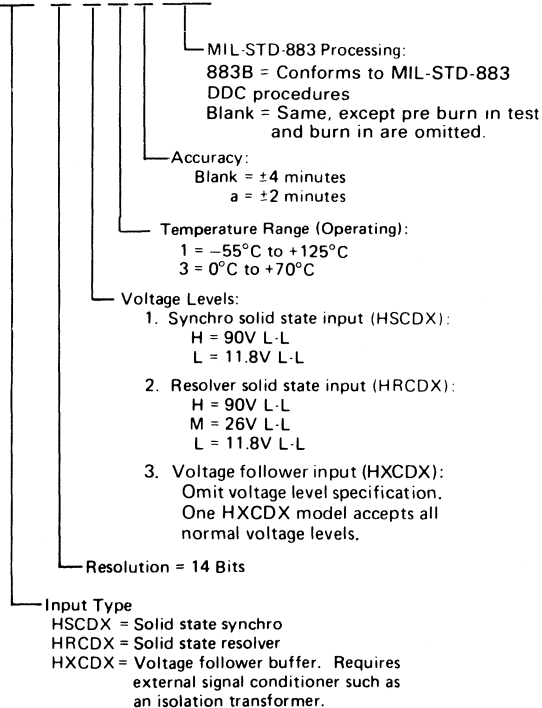 MIL-STD-883 Processing:
883B = Conforms to MIL-STD-883
DDC procedures
Blank = Same, except pre burn in test
and burn in are omitted.
Accuracy:
Blank = ±4 minutes
a = ±2 minutes
Temperature Range (Operating):
1 = −55°C to +125°C
3 = 0°C to +70°C
Voltage Levels:
1. Synchro solid state input (HSCDX):
H = 90V L-L
L = 11.8V L-L
2. Resolver solid state input (HRCDX):
H = 90V L-L
M = 26V L-L
L = 11.8V L-L
3. Voltage follower input (HXCDX):
Omit voltage level specification.
One HXCDX model accepts all
normal voltage levels.
Resolution = 14 Bits
Input Type
HSCDX = Solid state synchro
HRCDX = Solid state resolver
HXCDX = Voltage follower buffer. Requires
external signal conditioner such as
an isolation transformer.